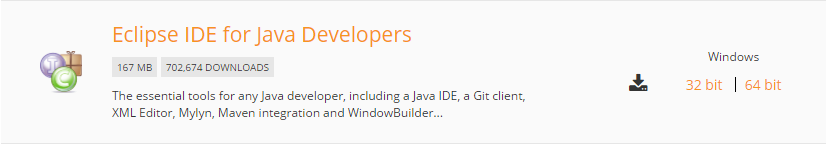 Eclipse IDE for Java Developers
167 MB 702,674 DOWNLOADS
The essential tools for any Java developer, including a Java IDE, a Git client,
XML Editor, Mylyn, Maven integration and WindowBuilder...
Windows
32 bit | 64 bit